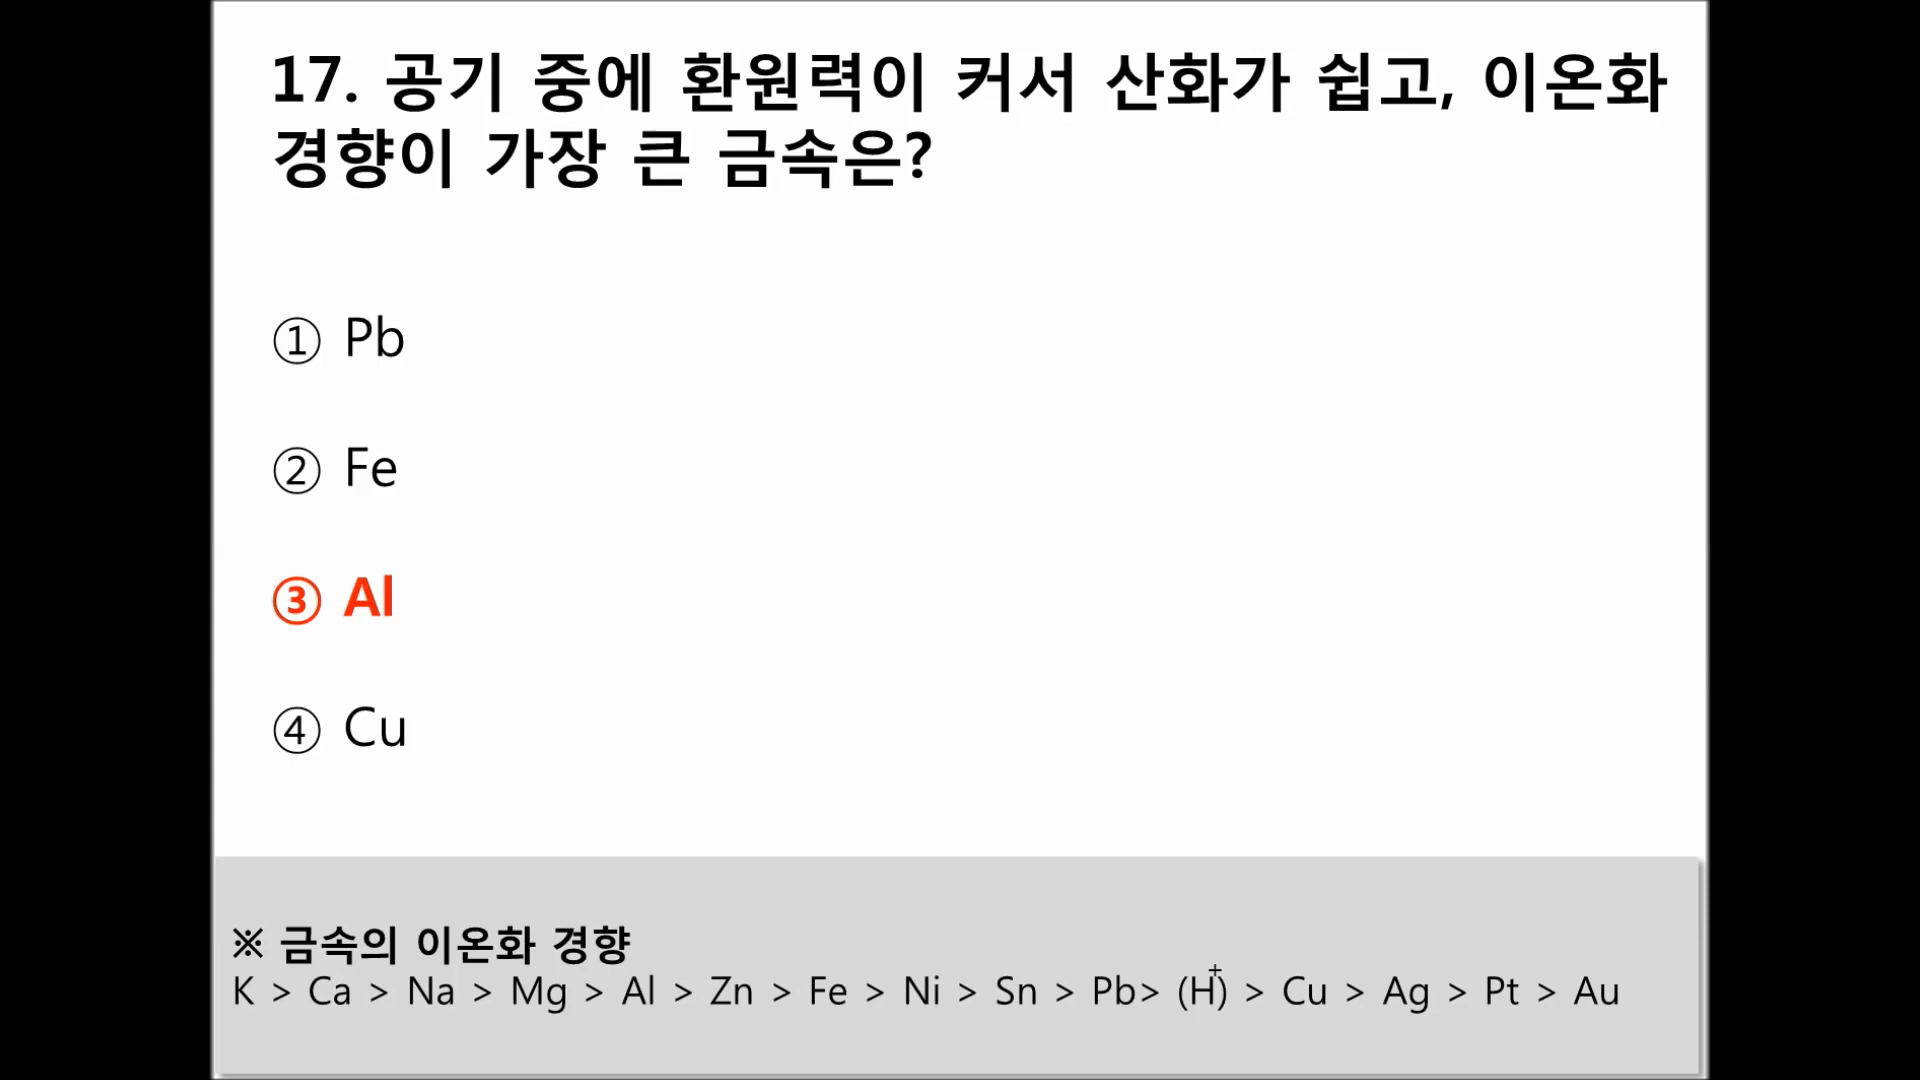 17. 공기 중에 환원력이 커서 산화가 쉽고, 이온화
경향이 가장 큰 금속은?
① Pb
② Fe
③ Al
④ Cu
※ 금속의 이온화 경향
K > Ca > Na > Mg > Al > Zn > Fe > Ni > Sn > Pb> (H⁺) > Cu > Ag > Pt > Au